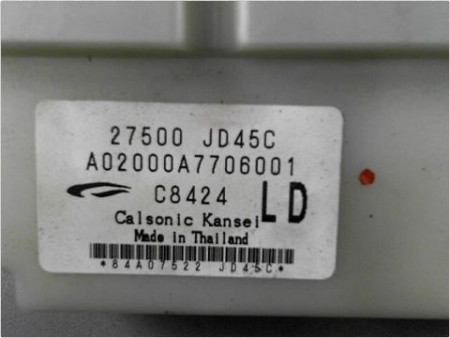 27500 JD45C
A02000A7706001
C8424 LD
Calsonic Kansei
Made in Thailand
*84A07522 JD45C*